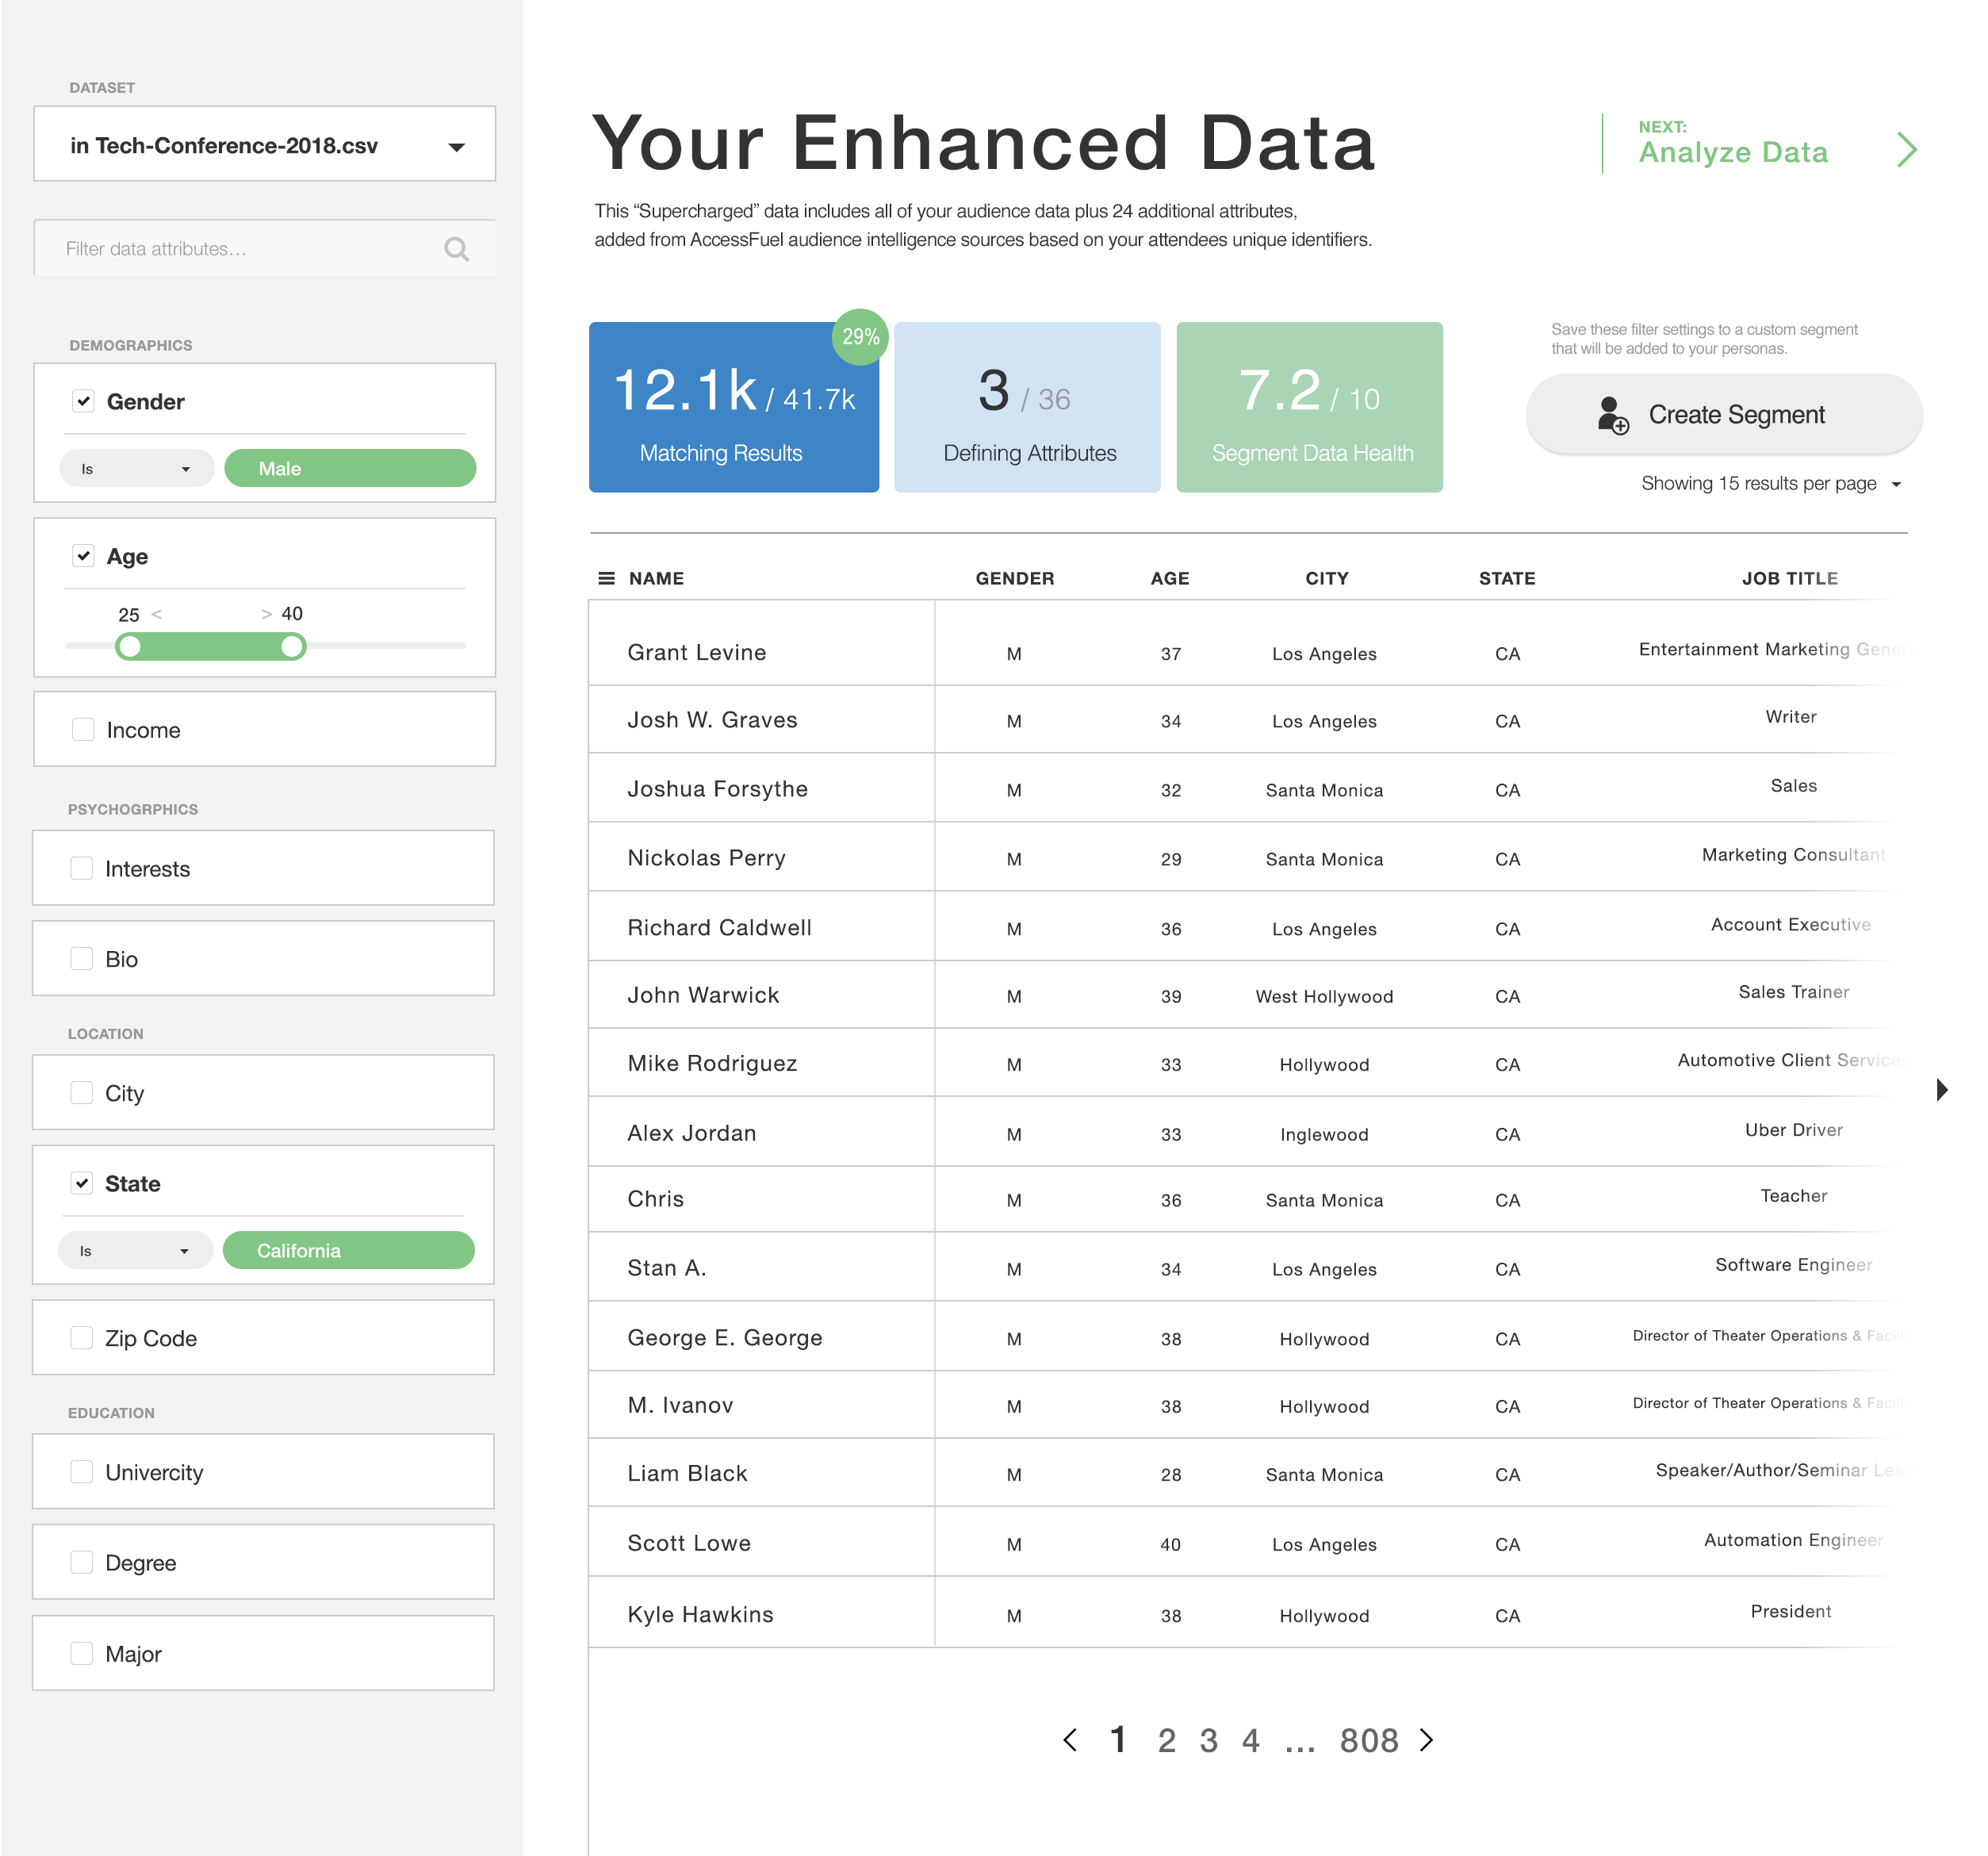 DATASET
in Tech-Conference-2018.csv
Filter data attributes…
DEMOGRAPHICS
Gender
Is Male
Age
25 < > 40
Income
PSYCHOGRPHICS
Interests
Bio
LOCATION
City
State
Is California
Zip Code
EDUCATION
Univercity
Degree
Major
Your Enhanced Data
NEXT:
Analyze Data
This “Supercharged” data includes all of your audience data plus 24 additional attributes,
added from AccessFuel audience intelligence sources based on your attendees unique identifiers.
29%
12.1k / 41.7k
Matching Results
3 / 36
Defining Attributes
7.2 / 10
Segment Data Health
Save these filter settings to a custom segment
that will be added to your personas.
Create Segment
Showing 15 results per page
NAME GENDER AGE CITY STATE JOB TITLE
Grant Levine M 37 Los Angeles CA Entertainment Marketing
Josh W. Graves M 34 Los Angeles CA Writer
Joshua Forsythe M 32 Santa Monica CA Sales
Nickolas Perry M 29 Santa Monica CA Marketing Consultant
Richard Caldwell M 36 Los Angeles CA Account Executive
John Warwick M 39 West Hollywood CA Sales Trainer
Mike Rodriguez M 33 Hollywood CA Automotive Client Services
Alex Jordan M 33 Inglewood CA Uber Driver
Chris M 36 Santa Monica CA Teacher
Stan A. M 34 Los Angeles CA Software Engineer
George E. George M 38 Hollywood CA Director of Theater Operations &
M. Ivanov M 38 Hollywood CA Director of Theater Operations &
Liam Black M 28 Santa Monica CA Speaker/Author/Seminar
Scott Lowe M 40 Los Angeles CA Automation Engineer
Kyle Hawkins M 38 Hollywood CA President
< 1 2 3 4 ... 808 >